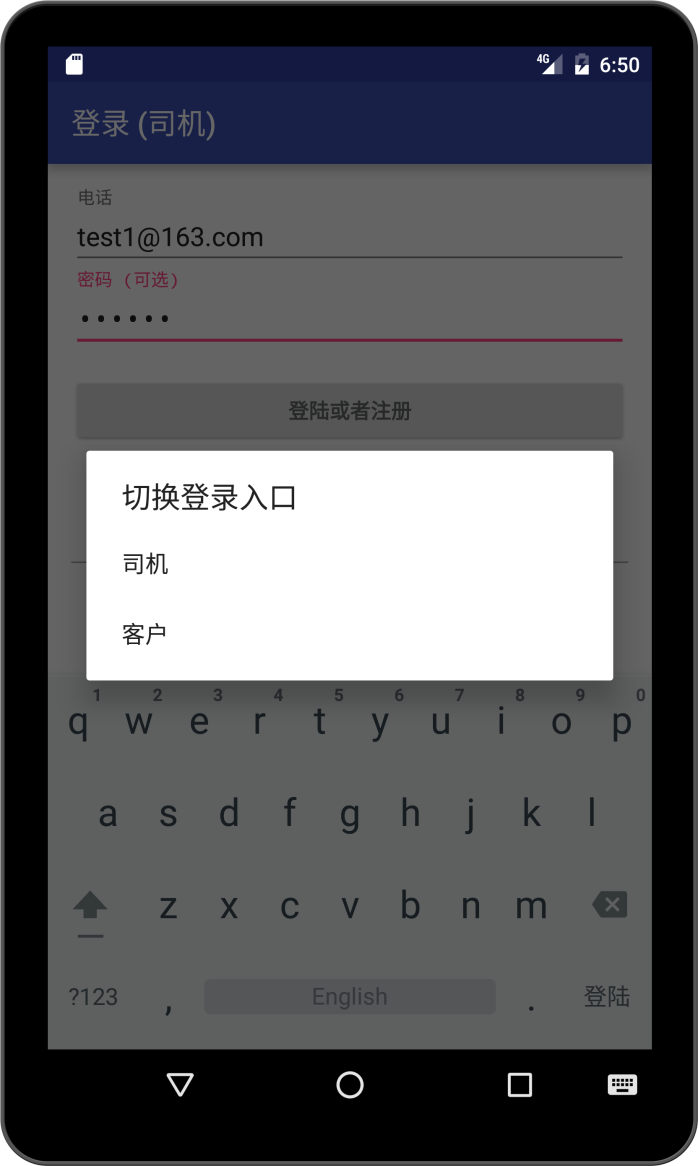 4G 6:50
登录 (司机)
电话
test1@163.com
密码 (可选)
••••••
登陆或者注册
切换登录入口
司机
客户
1 2 3 4 5 6 7 8 9 0
q w e r t y u i o p
a s d f g h j k l
z x c v b n m
?123 , English . 登陆